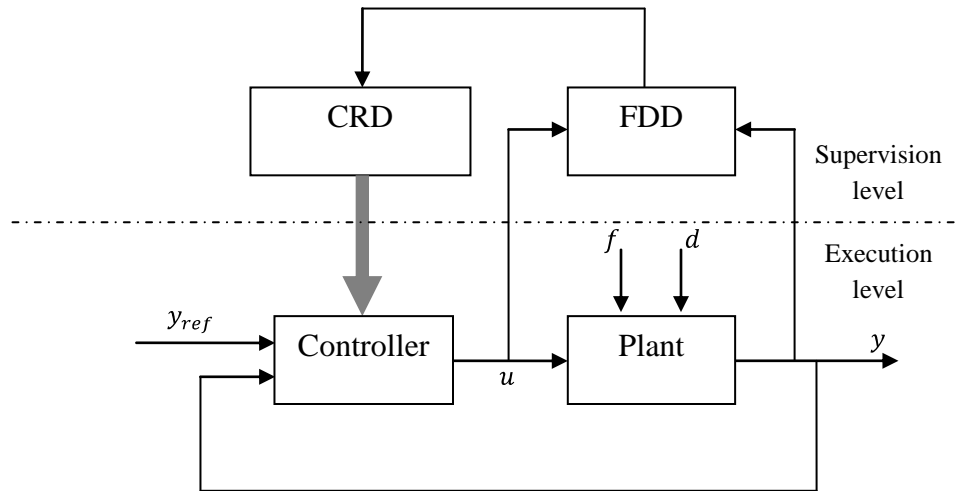 CRD
FDD
Supervision
level
Execution
level
f
d
y_ref
Controller
Plant
u
y